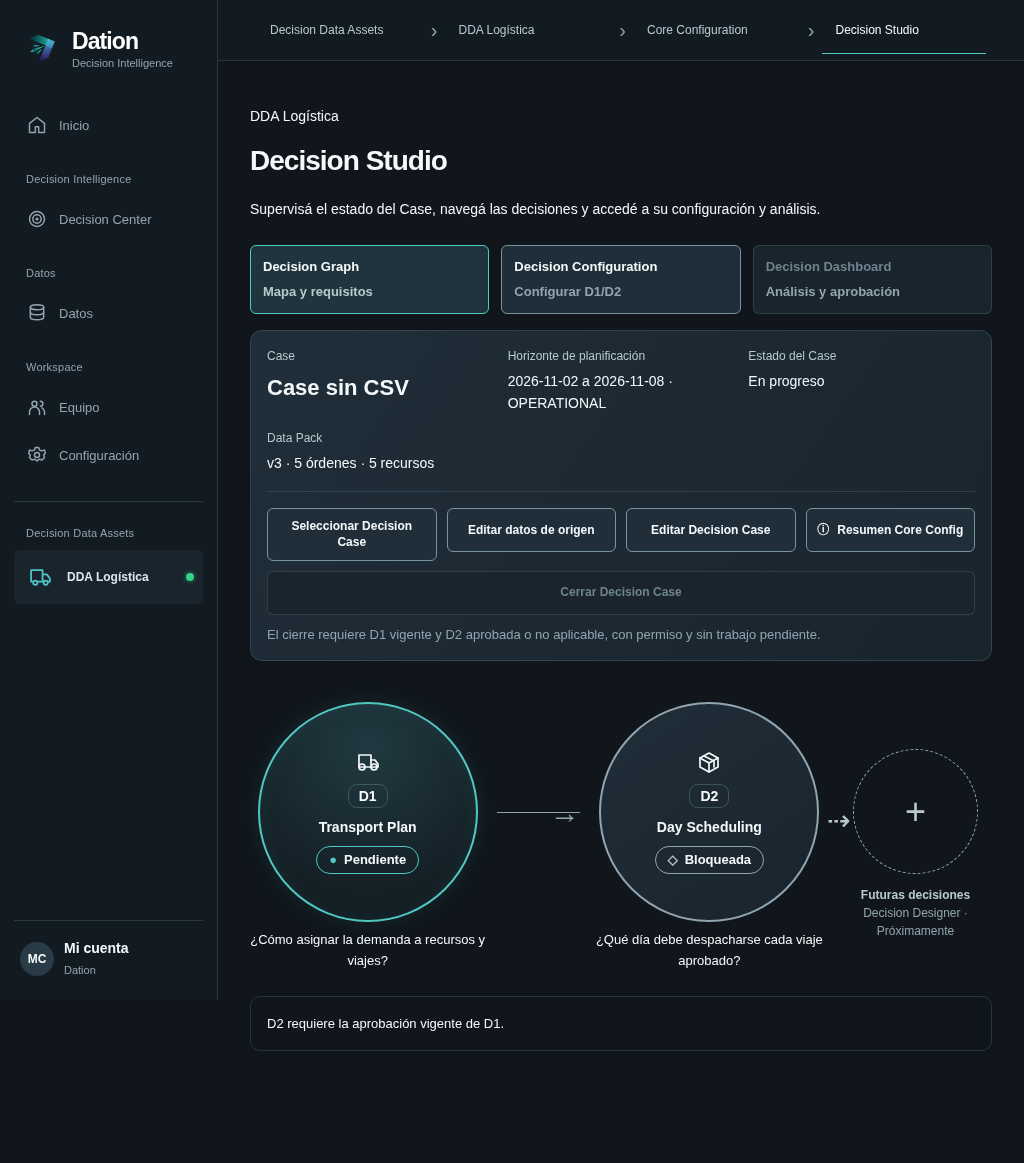 Dation
Decision Intelligence
Inicio
Decision Intelligence
Decision Center
Datos
Datos
Workspace
Equipo
Configuración
Decision Data Assets
DDA Logística
MC
Mi cuenta
Dation
Decision Data Assets › DDA Logística › Core Configuration › Decision Studio
DDA Logística
Decision Studio
Supervisá el estado del Case, navegá las decisiones y accedé a su configuración y análisis.
Decision Graph
Mapa y requisitos
Decision Configuration
Configurar D1/D2
Decision Dashboard
Análisis y aprobación
Case
Case sin CSV
Horizonte de planificación
2026-11-02 a 2026-11-08 ·
OPERATIONAL
Estado del Case
En progreso
Data Pack
v3 · 5 órdenes · 5 recursos
Seleccionar Decision
Case
Editar datos de origen
Editar Decision Case
Resumen Core Config
Cerrar Decision Case
El cierre requiere D1 vigente y D2 aprobada o no aplicable, con permiso y sin trabajo pendiente.
D1
Transport Plan
● Pendiente
¿Cómo asignar la demanda a recursos y
viajes?
→
D2
Day Scheduling
◇ Bloqueada
¿Qué día debe despacharse cada viaje
aprobado?
⇢
+
Futuras decisiones
Decision Designer ·
Próximamente
D2 requiere la aprobación vigente de D1.